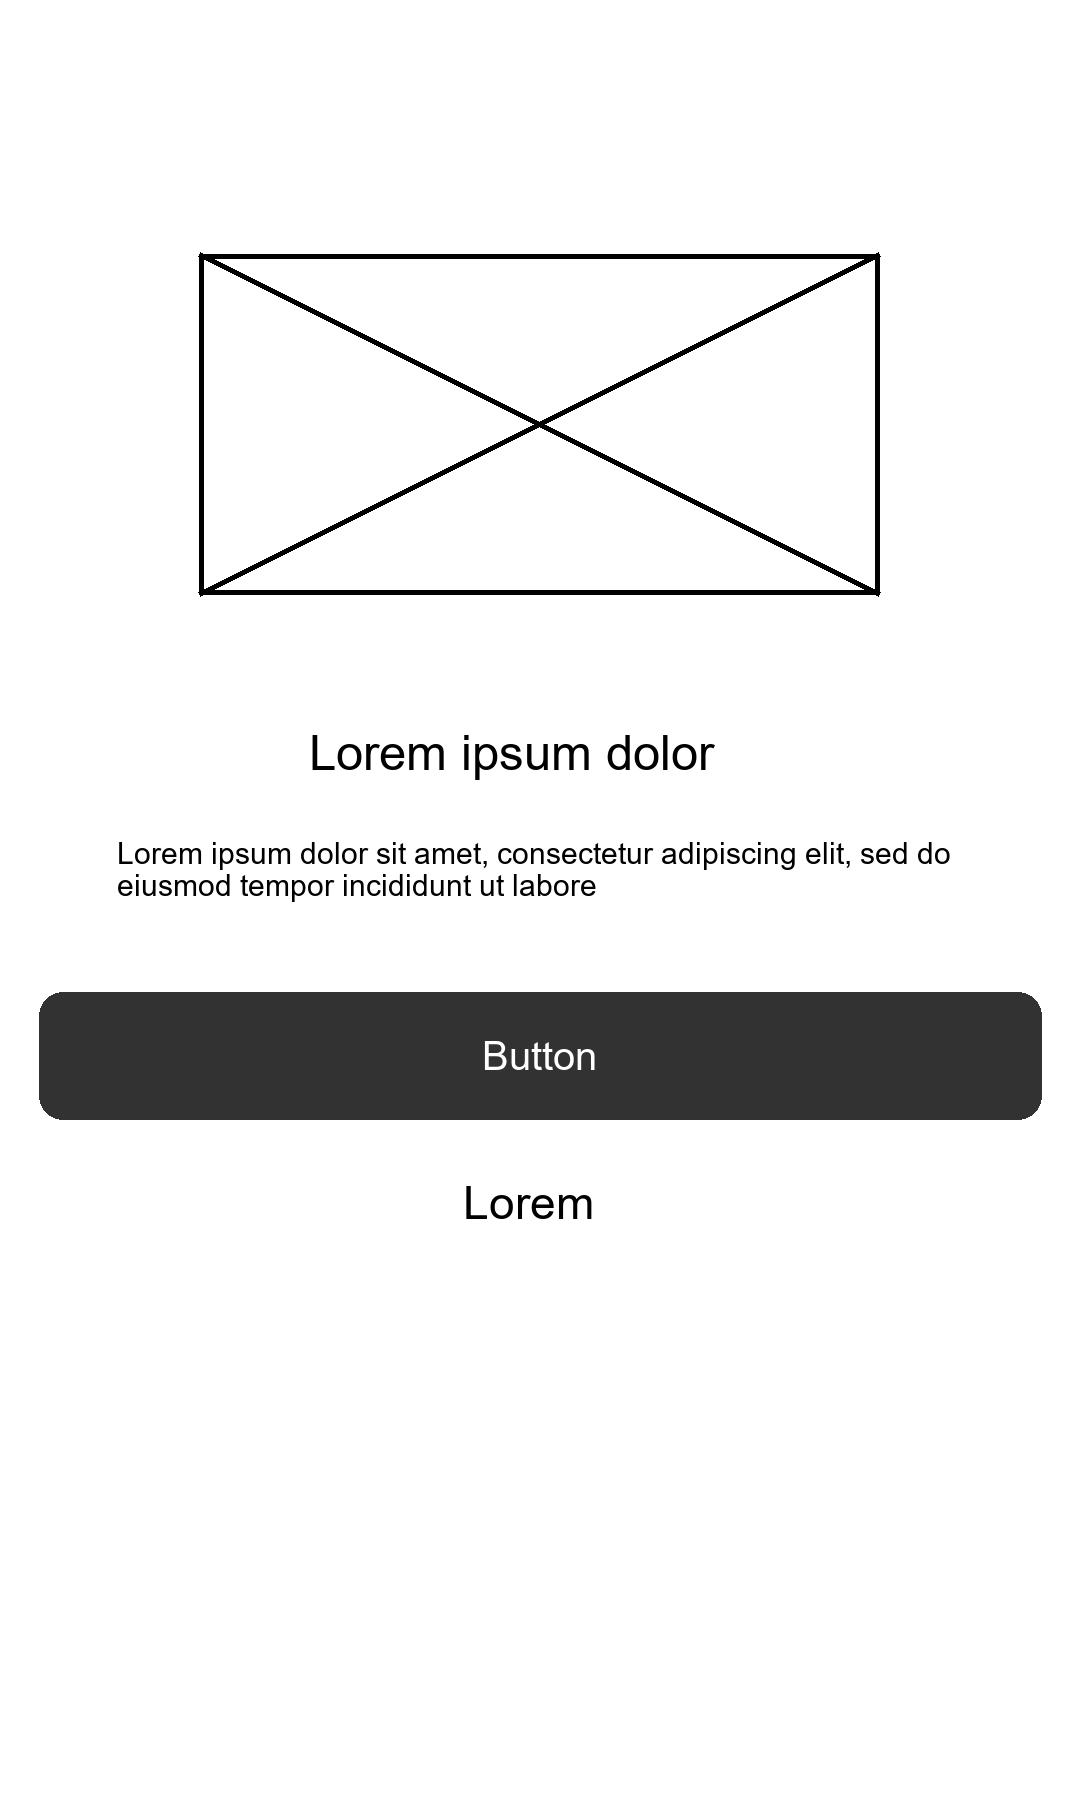 Lorem ipsum dolor
Lorem ipsum dolor sit amet, consectetur adipiscing elit, sed do
eiusmod tempor incididunt ut labore
Button
Lorem